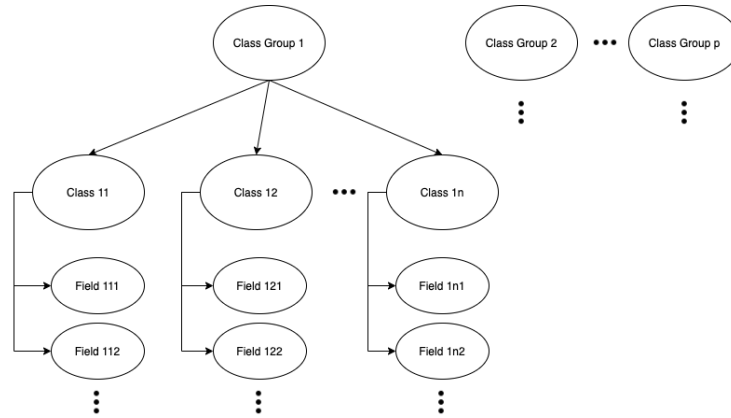 Class Group 1
Class Group 2
Class Group p
Class 11
Class 12
Class 1n
Field 111
Field 121
Field 1n1
Field 112
Field 122
Field 1n2